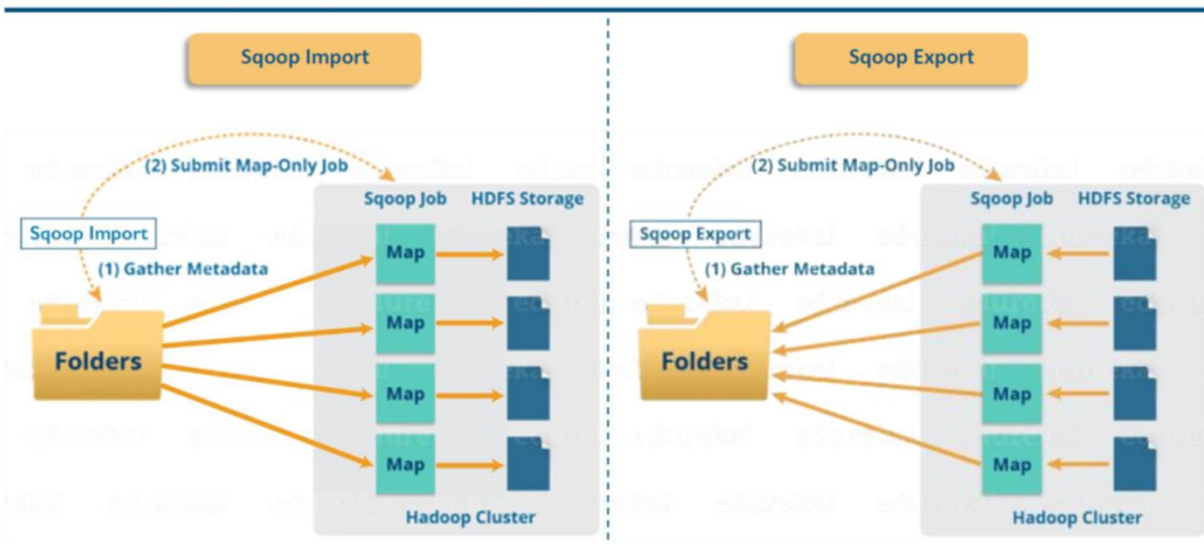 Sqoop Import
(2) Submit Map-Only Job
Sqoop Job HDFS Storage
Sqoop Import
Map
(1) Gather Metadata
Folders
Map
Map
Map
Hadoop Cluster
Sqoop Export
(2) Submit Map-Only Job
Sqoop Job HDFS Storage
Sqoop Export
Map
(1) Gather Metadata
Folders
Map
Map
Map
Hadoop Cluster